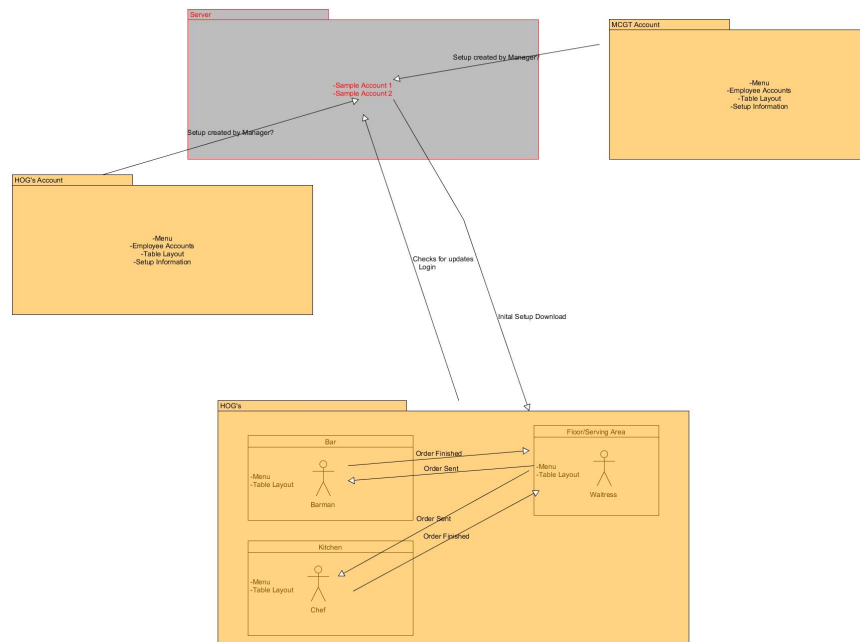 Server
MCGT Account
Setup created by Manager?
-Sample Account 1
-Sample Account 2
-Menu
-Employee Accounts
-Table Layout
-Setup Information
Setup created by Manager?
HOG's Account
-Menu
-Employee Accounts
-Table Layout
-Setup Information
Checks for updates
Login
Inital Setup Download
HOG's
Bar
Floor/Serving Area
Order Finished
Order Sent
-Menu
-Table Layout
Barman
-Menu
-Table Layout
Waitress
Order Sent
Order Finished
Kitchen
-Menu
-Table Layout
Chef